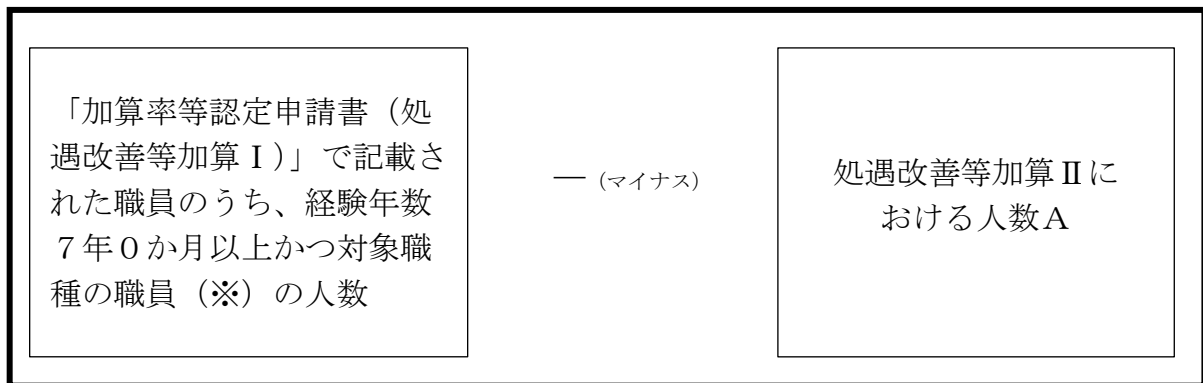 「加算率等認定申請書（処
遇改善等加算Ⅰ）」で記載さ
れた職員のうち、経験年数
７年０か月以上かつ対象職
種の職員（※）の人数
― （マイナス）
処遇改善等加算Ⅱに
おける人数Ａ